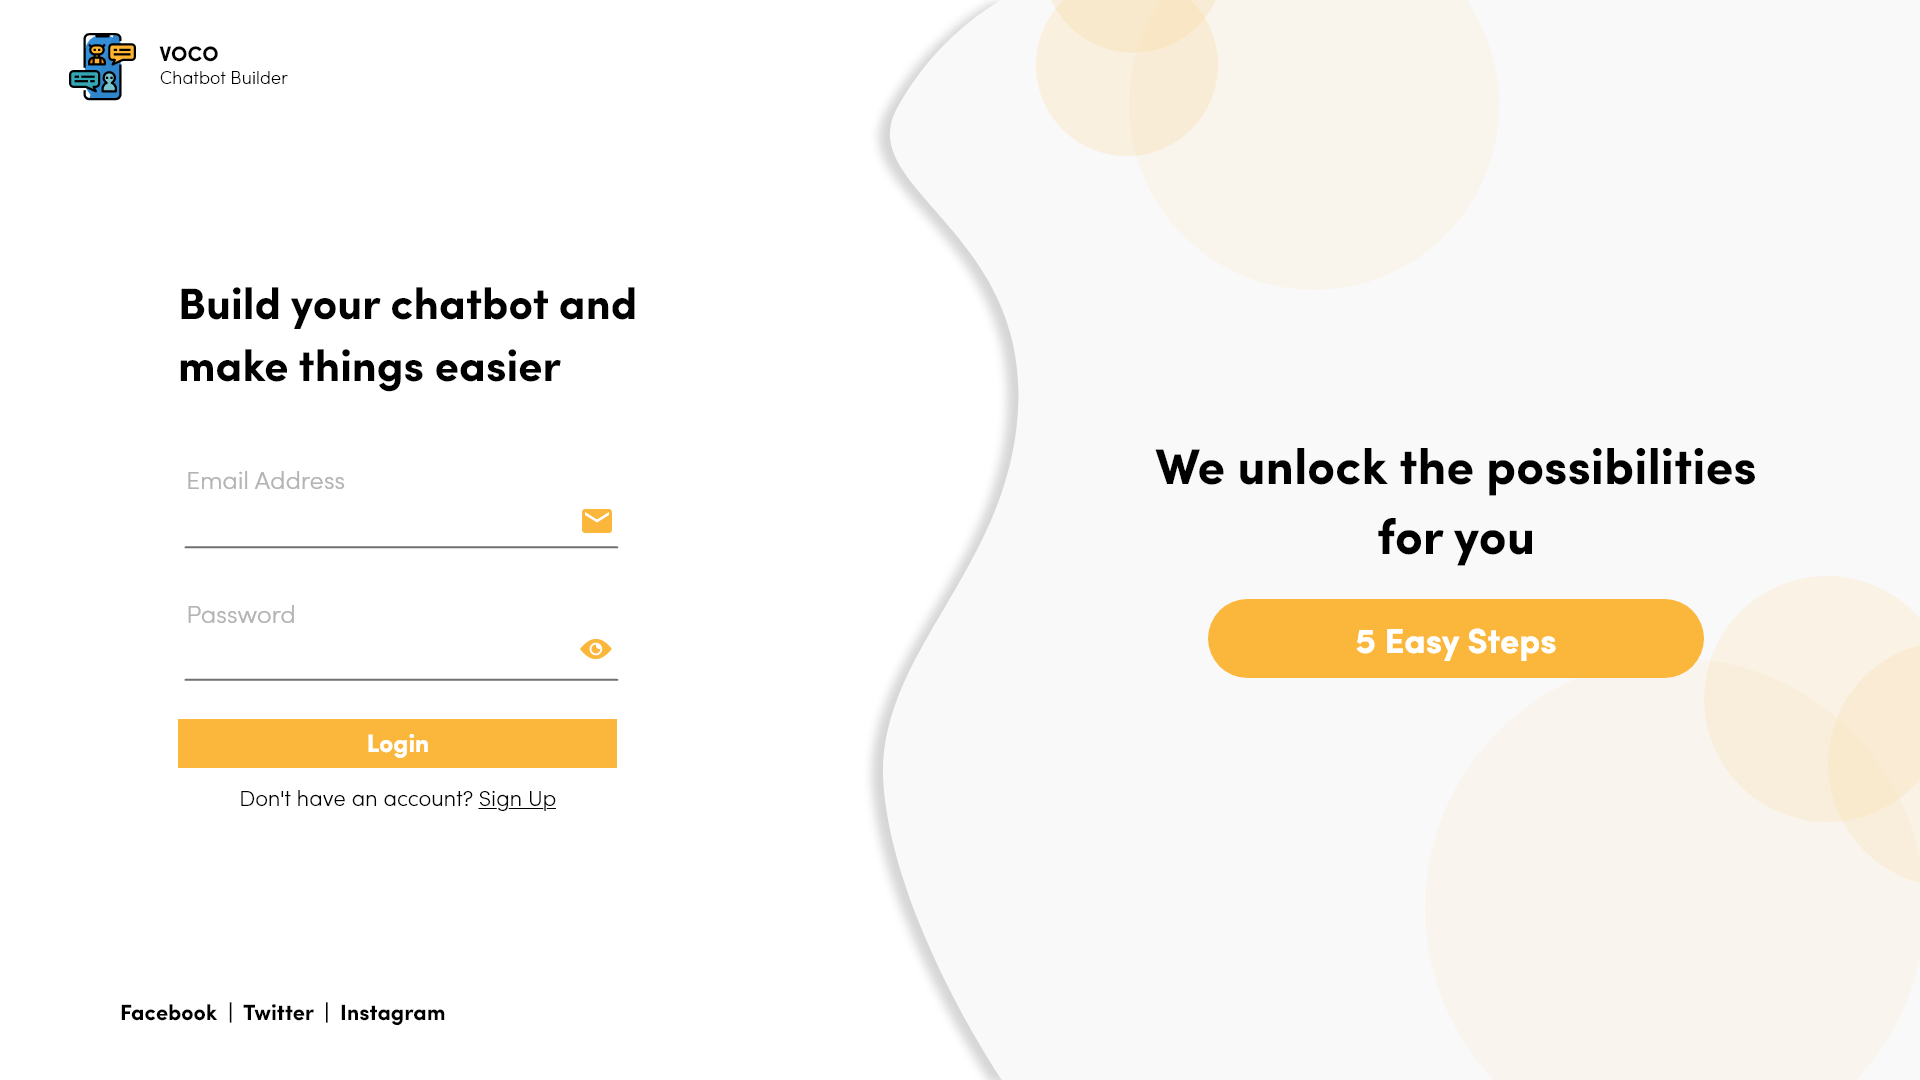 VOCO
Chatbot Builder
Build your chatbot and
make things easier
Email Address
Password
Login
Don't have an account? Sign Up
Facebook | Twitter | Instagram
We unlock the possibilities
for you
5 Easy Steps